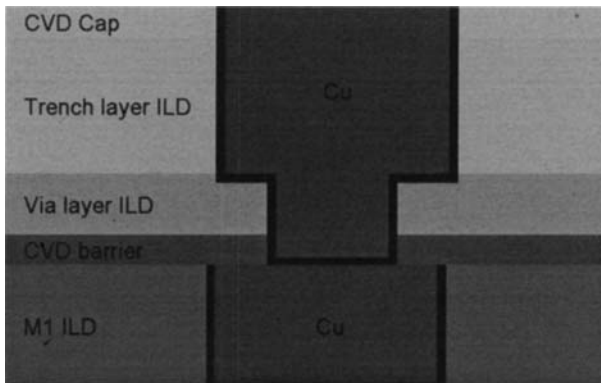 CVD Cap
Cu
Trench layer ILD
Via layer ILD
CVD barrier
M1 ILD
Cu